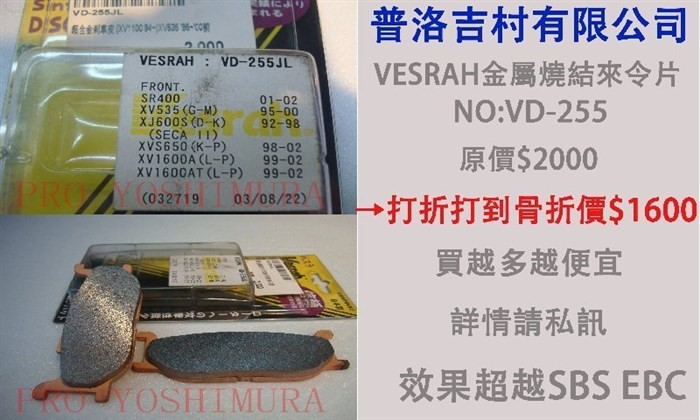 VD-255JL
VESRAH : VD-255JL
FRONT.
SR400 01-02
XV535(G-M) 95-00
XJ600S(D-K) 92-98
(SECA II)
XVS650(K-P) 98-02
XV1600A(L-P) 99-02
XV1600AT(L-P) 99-02
(032719 03/08/22)
PRO YOSHIMURA
PRO YOSHIMURA
普洛吉村有限公司
VESRAH金屬燒結來令片
NO:VD-255
原價$2000
→打折打到骨折價$1600
買越多越便宜
詳情請私訊
效果超越SBS EBC